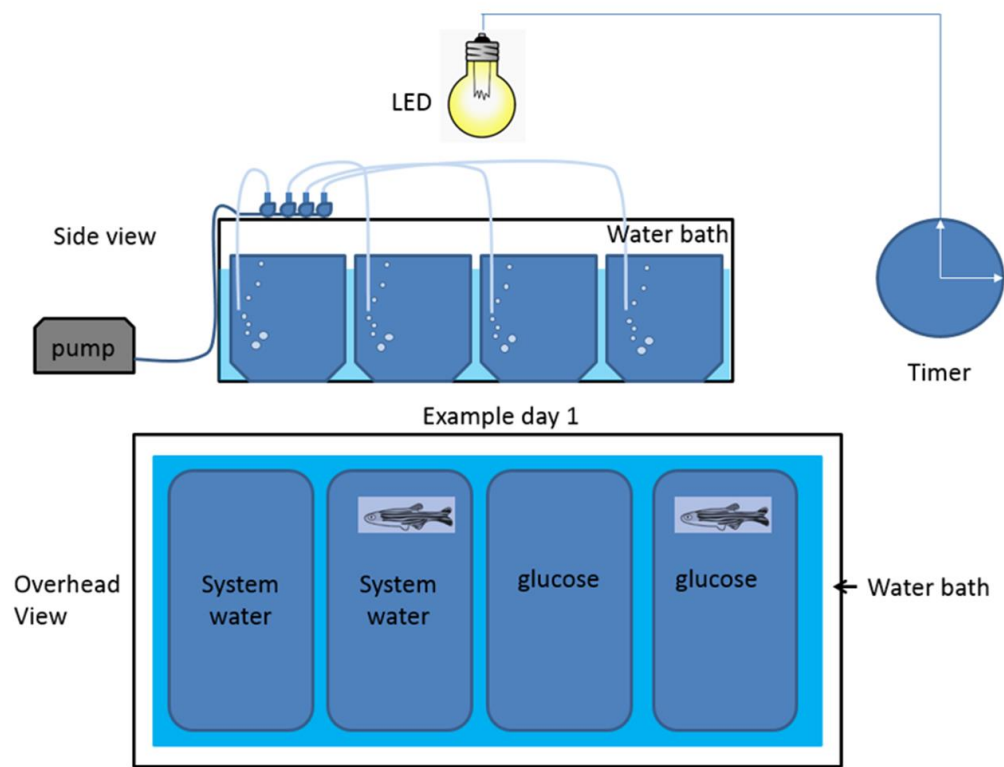 LED
Side view
Water bath
pump
Timer
Example day 1
System
water
System
water
glucose
glucose
Overhead
View
Water bath